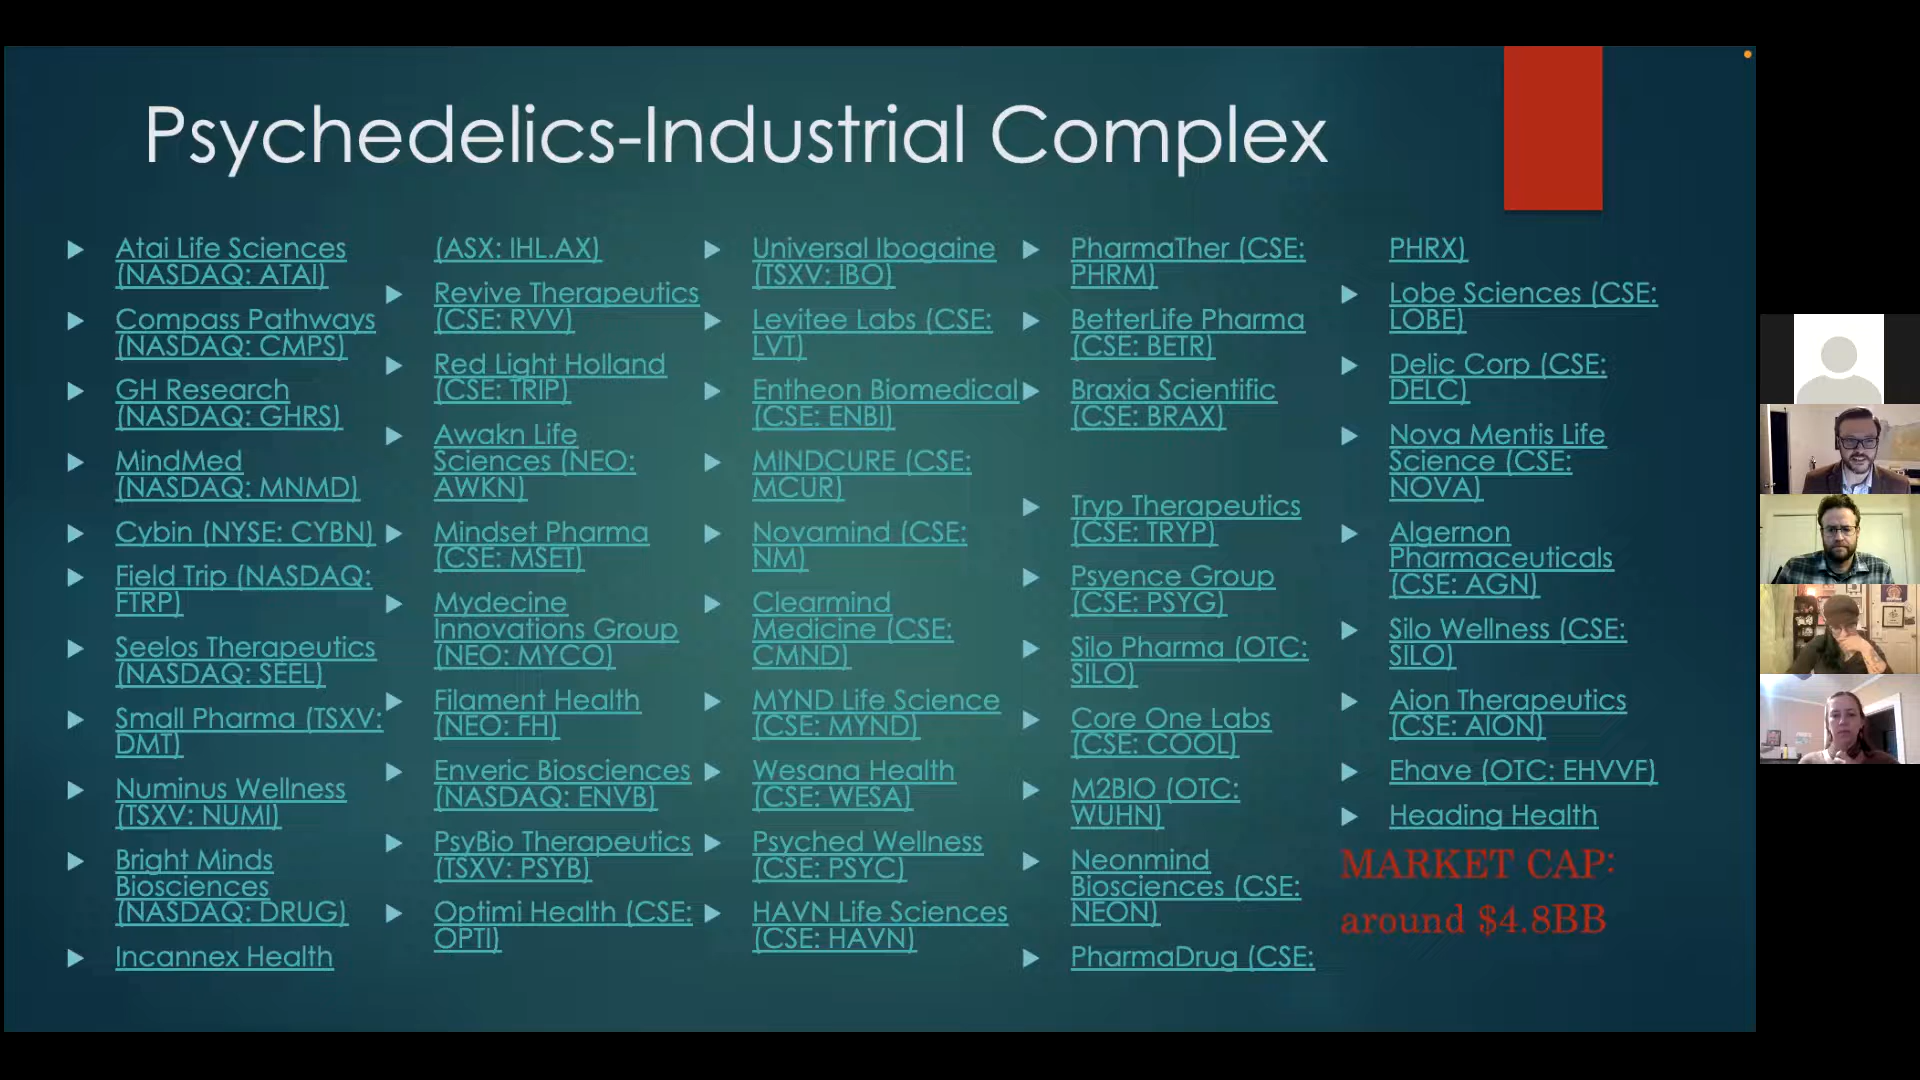 Psychedelics-Industrial Complex
Atai Life Sciences
(NASDAQ: ATAI)
Compass Pathways
(NASDAQ: CMPS)
GH Research
(NASDAQ: GHRS)
MindMed
(NASDAQ: MNMD)
Cybin (NYSE: CYBN)
Field Trip (NASDAQ:
FTRP)
Seelos Therapeutics
(NASDAQ: SEEL)
Small Pharma (TSXV:
DMT)
Numinus Wellness
(TSXV: NUMI)
Bright Minds
Biosciences
(NASDAQ: DRUG)
Incannex Health
(ASX: IHL.AX)
Revive Therapeutics
(CSE: RVV)
Red Light Holland
(CSE: TRIP)
Awakn Life
Sciences (NEO:
AWKN)
Mindset Pharma
(CSE: MSET)
Mydecine
Innovations Group
(NEO: MYCO)
Filament Health
(NEO: FH)
Enveric Biosciences
(NASDAQ: ENVB)
PsyBio Therapeutics
(TSXV: PSYB)
Optimi Health (CSE:
OPTI)
Universal Ibogaine
(TSXV: IBO)
Levitee Labs (CSE:
LVT)
Entheon Biomedical
(CSE: ENBI)
MINDCURE (CSE:
MCUR)
Novamind (CSE:
NM)
Clearmind
Medicine (CSE:
CMND)
MYND Life Science
(CSE: MYND)
Wesana Health
(CSE: WESA)
Psyched Wellness
(CSE: PSYC)
HAVN Life Sciences
(CSE: HAVN)
PharmaTher (CSE:
PHRM)
BetterLife Pharma
(CSE: BETR)
Braxia Scientific
(CSE: BRAX)
Tryp Therapeutics
(CSE: TRYP)
Psyence Group
(CSE: PSYG)
Silo Pharma (OTC:
SILO)
Core One Labs
(CSE: COOL)
M2BIO (OTC:
WUHN)
Neonmind
Biosciences (CSE:
NEON)
PharmaDrug (CSE:
PHRX)
Lobe Sciences (CSE:
LOBE)
Delic Corp (CSE:
DELC)
Nova Mentis Life
Science (CSE:
NOVA)
Algernon
Pharmaceuticals
(CSE: AGN)
Silo Wellness (CSE:
SILO)
Aion Therapeutics
(CSE: AION)
Ehave (OTC: EHVVF)
Heading Health
MARKET CAP:
around $4.8BB